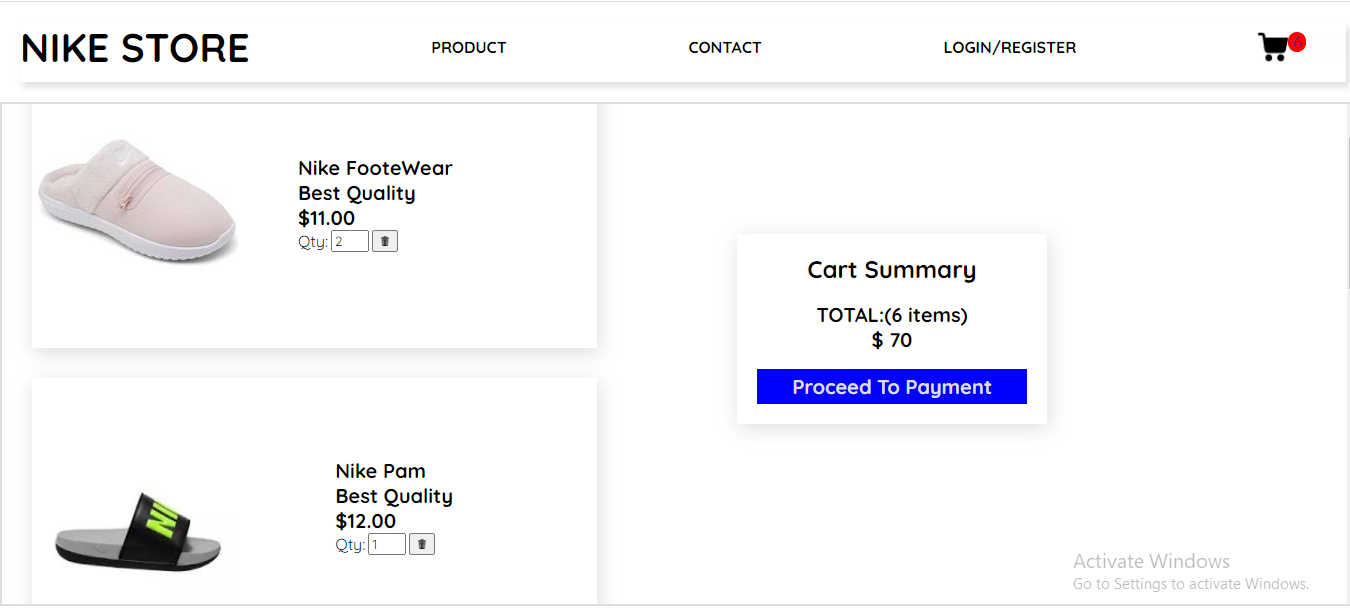 NIKE STORE
PRODUCT
CONTACT
LOGIN/REGISTER
6
Nike FooteWear
Best Quality
$11.00
Qty: 2
Cart Summary
TOTAL:(6 items)
$ 70
Proceed To Payment
Nike Pam
Best Quality
$12.00
Qty: 1
Activate Windows
Go to Settings to activate Windows.